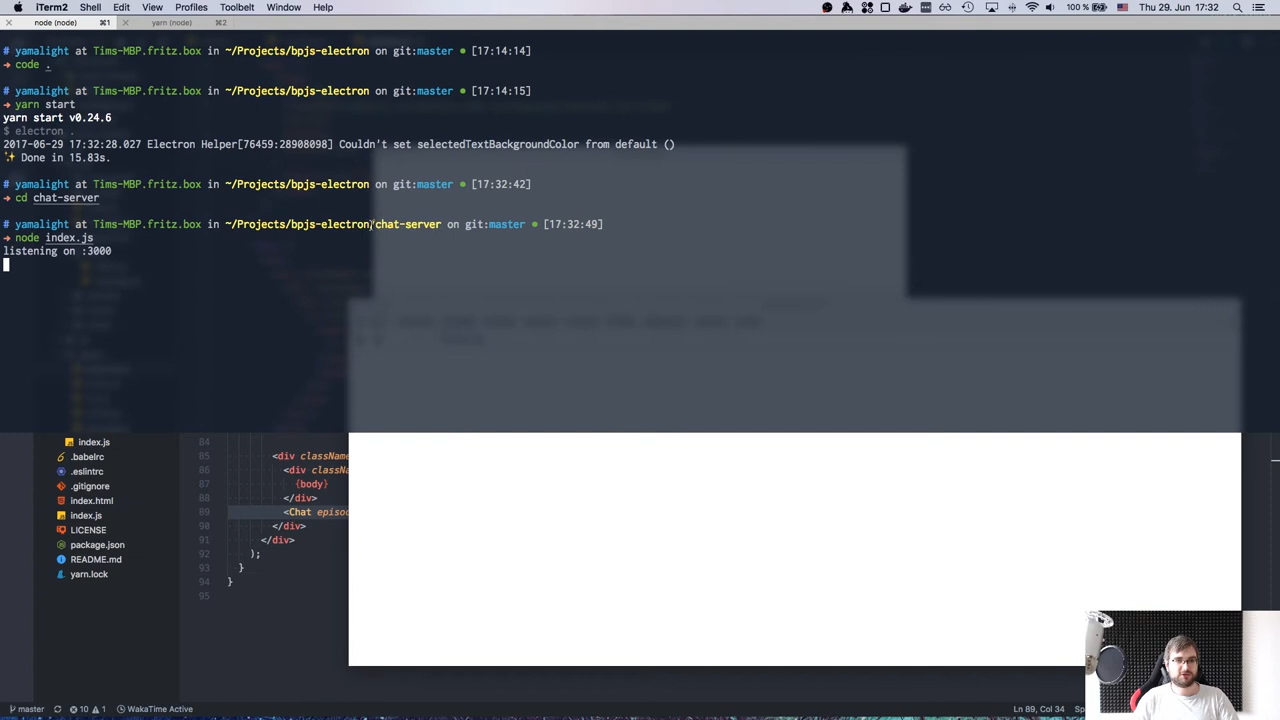 iTerm2 Shell Edit View Profiles Toolbelt Window Help 100 % Thu 29. Jun 17:32
node (node) ⌘1 yarn (node) ⌘2
# yamalight at Tims-MBP.fritz.box in ~/Projects/bpjs-electron on git:master ● [17:14:14]
➜ code .
# yamalight at Tims-MBP.fritz.box in ~/Projects/bpjs-electron on git:master ● [17:14:15]
➜ yarn start
yarn start v0.24.6
$ electron .
2017-06-29 17:32:28.027 Electron Helper[76459:28908098] Couldn't set selectedTextBackgroundColor from default ()
✨ Done in 15.83s.
# yamalight at Tims-MBP.fritz.box in ~/Projects/bpjs-electron on git:master ● [17:32:42]
➜ cd chat-server
# yamalight at Tims-MBP.fritz.box in ~/Projects/bpjs-electron/chat-server on git:master ● [17:32:49]
➜ node index.js
listening on :3000
index.js
.babelrc
.eslintrc
.gitignore
index.html
index.js
LICENSE
package.json
README.md
yarn.lock
84
85 <div className
86 <div classNa
87 {body}
88 </div>
89 <Chat episod
90 </div>
91 </div>
92 );
93 }
94 }
95
master 10 1 WakaTime Active Ln 89, Col 34